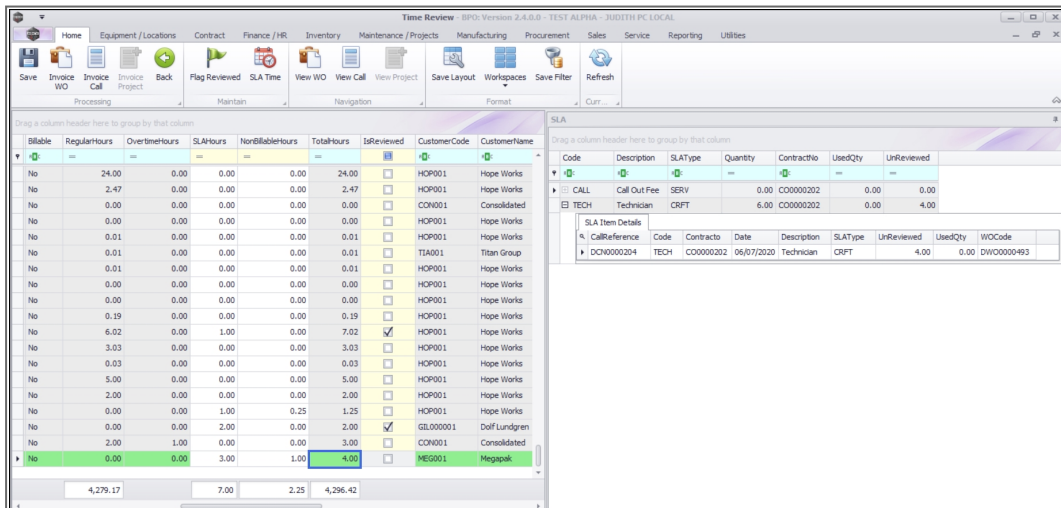 Time Review - BPO: Version 2.4.0.0 - TEST ALPHA - JUDITH PC LOCAL
Home Equipment / Locations Contract Finance / HR Inventory Maintenance / Projects Manufacturing Procurement Sales Service Reporting Utilities
Save Invoice WO Invoice Call Invoice Project Back Flag Reviewed SLA Time View WO View Call View Project Save Layout Workspaces Save Filter Refresh
Processing Maintain Navigation Format Curr ...
Drag a column header here to group by that column
Billable RegularHours OvertimeHours SLAHours NonBillableHours TotalHours IsReviewed CustomerCode CustomerName
No 24.00 0.00 0.00 0.00 24.00 HOP001 Hope Works
No 2.47 0.00 0.00 0.00 2.47 HOP001 Hope Works
No 0.00 0.00 0.00 0.00 0.00 CON001 Consolidated
No 0.00 0.00 0.00 0.00 0.00 HOP001 Hope Works
No 0.01 0.00 0.00 0.00 0.01 HOP001 Hope Works
No 0.01 0.00 0.00 0.00 0.01 TIA001 Titan Group
No 0.01 0.00 0.00 0.00 0.01 HOP001 Hope Works
No 0.00 0.00 0.00 0.00 0.00 HOP001 Hope Works
No 0.19 0.00 0.00 0.00 0.19 HOP001 Hope Works
No 6.02 0.00 1.00 0.00 7.02 HOP001 Hope Works
No 3.03 0.00 0.00 0.00 3.03 HOP001 Hope Works
No 0.03 0.00 0.00 0.00 0.03 HOP001 Hope Works
No 5.00 0.00 0.00 0.00 5.00 HOP001 Hope Works
No 2.00 0.00 0.00 0.00 2.00 HOP001 Hope Works
No 0.00 0.00 1.00 0.25 1.25 HOP001 Hope Works
No 0.00 0.00 2.00 0.00 2.00 GIL000001 Dolf Lundgren
No 2.00 1.00 0.00 0.00 3.00 CON001 Consolidated
No 0.00 0.00 3.00 1.00 4.00 MEG001 Megapak
4,279.17 7.00 2.25 4,296.42
SLA
Drag a column header here to group by that column
Code Description SLAType Quantity ContractNo UsedQty UnReviewed
CALL Call Out Fee SERV 0.00 CO0000202 0.00 0.00
TECH Technician CRFT 6.00 CO0000202 0.00 4.00
SLA Item Details
CallReference Code Contracto Date Description SLAType UnReviewed UsedQty WOCode
DCN0000204 TECH CO0000202 06/07/2020 Technician CRFT 4.00 0.00 DWO0000493